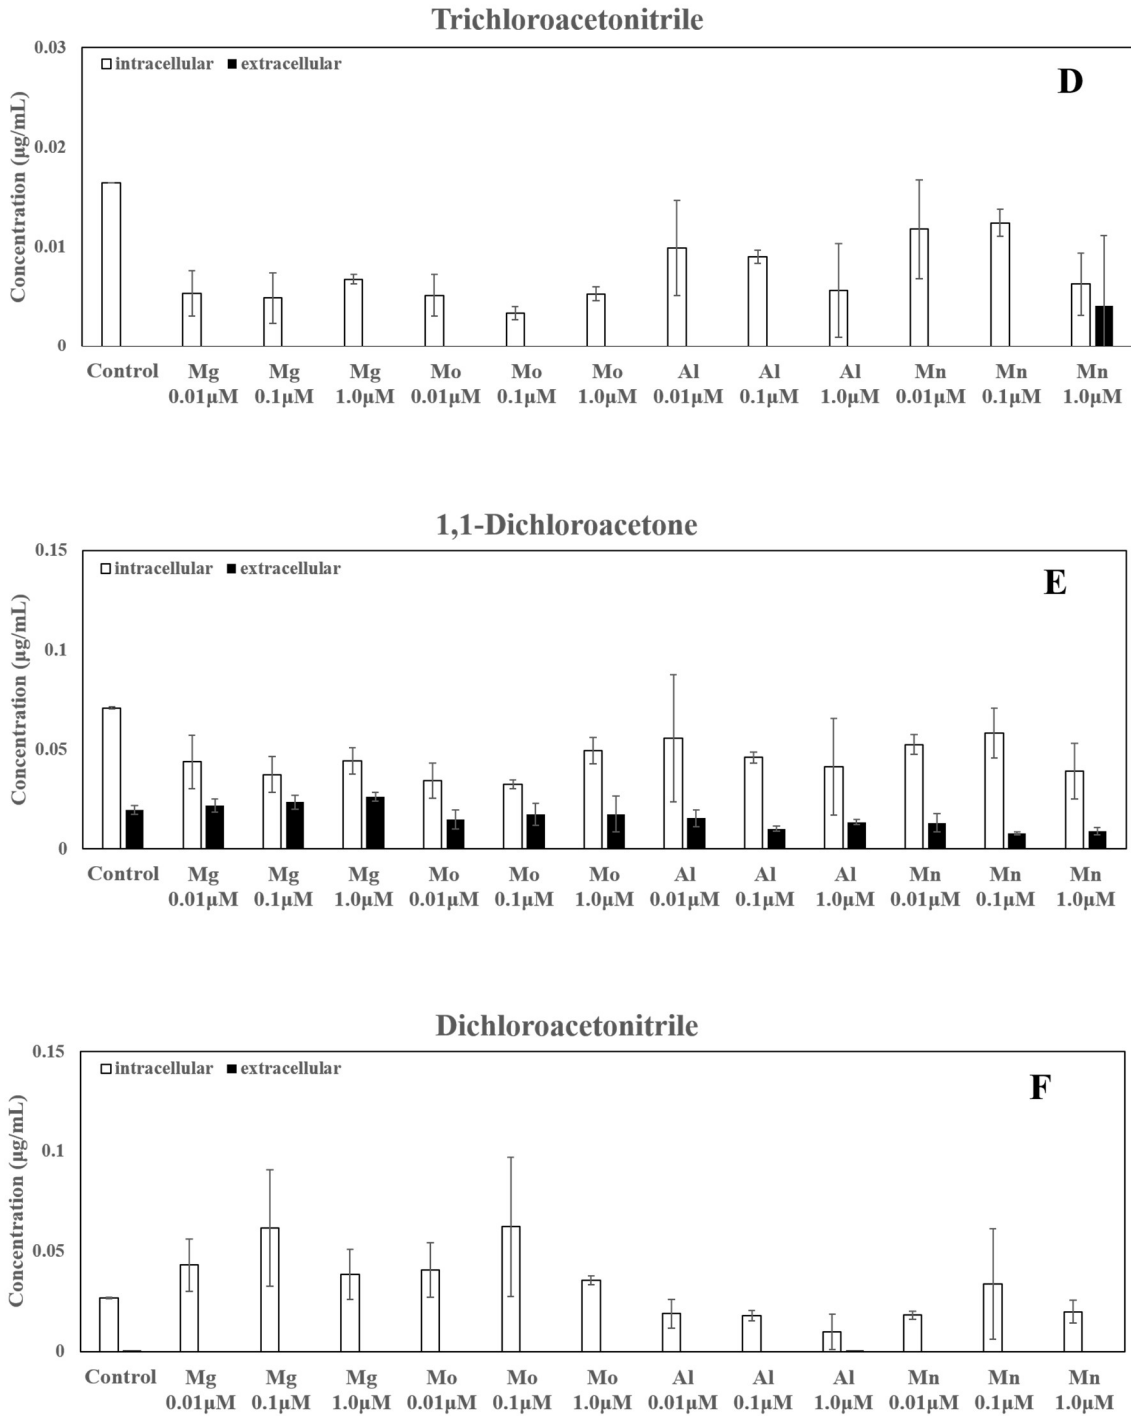 Trichloroacetonitrile
0.03
intracellular extracellular
D
Concentration (µg/mL)
0.02
0.01
0
Control Mg Mg Mg Mo Mo Mo Al Al Al Mn Mn Mn
0.01µM 0.1µM 1.0µM 0.01µM 0.1µM 1.0µM 0.01µM 0.1µM 1.0µM 0.01µM 0.1µM 1.0µM
1,1-Dichloroacetone
0.15
intracellular extracellular
E
Concentration (µg/mL)
0.1
0.05
0
Control Mg Mg Mg Mo Mo Mo Al Al Al Mn Mn Mn
0.01µM 0.1µM 1.0µM 0.01µM 0.1µM 1.0µM 0.01µM 0.1µM 1.0µM 0.01µM 0.1µM 1.0µM
Dichloroacetonitrile
0.15
intracellular extracellular
F
Concentration (µg/mL)
0.1
0.05
0
Control Mg Mg Mg Mo Mo Mo Al Al Al Mn Mn Mn
0.01µM 0.1µM 1.0µM 0.01µM 0.1µM 1.0µM 0.01µM 0.1µM 1.0µM 0.01µM 0.1µM 1.0µM